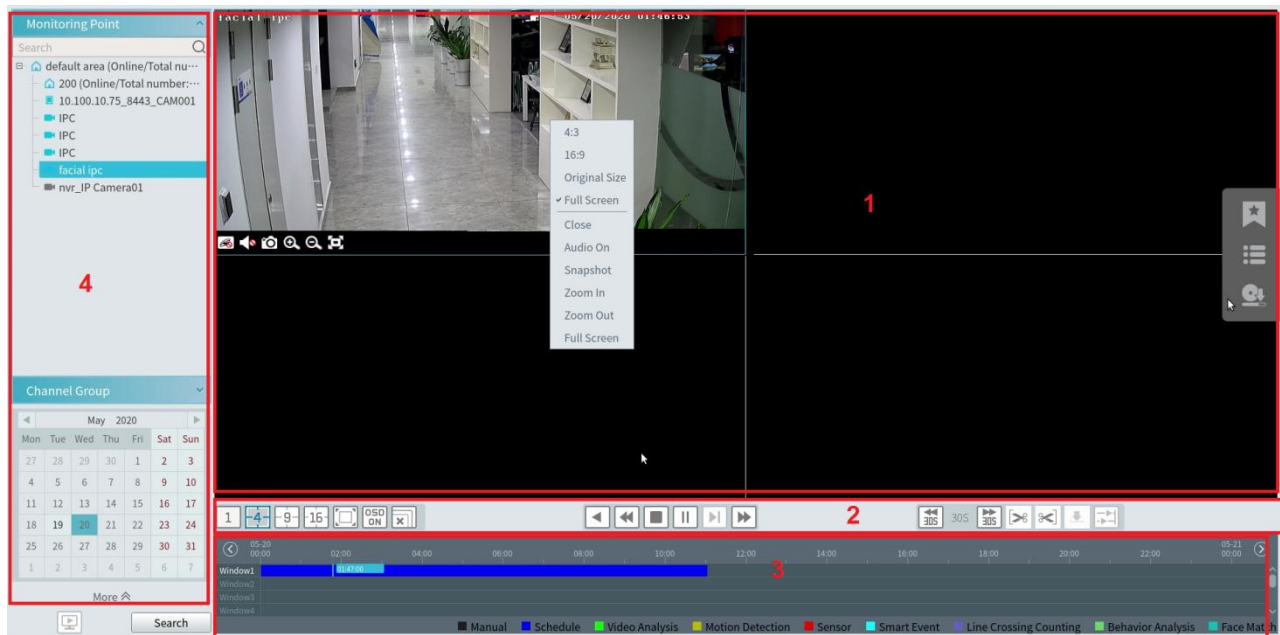 Monitoring Point
Search
default area (Online/Total nu···
200 (Online/Total number:···
10.100.10.75_8443_CAM001
IPC
IPC
IPC
facial ipc
nvr_IP Camera01
4
Channel Group
May 2020
Mon Tue Wed Thu Fri Sat Sun
27 28 29 30 1 2 3
4 5 6 7 8 9 10
11 12 13 14 15 16 17
18 19 20 21 22 23 24
25 26 27 28 29 30 31
1 2 3 4 5 6 7
More
Search
facial ipc
05/20/2020 01:46:53
4:3
16:9
Original Size
Full Screen
Close
Audio On
Snapshot
Zoom In
Zoom Out
Full Screen
1
1 4 9 16 OSD ON
2
30S 30S 30S
05-20 05-21
00:00 02:00 04:00 06:00 08:00 10:00 12:00 14:00 16:00 18:00 20:00 22:00 00:00
Window1 01:47:00
3
Window2
Window3
Window4
Manual Schedule Video Analysis Motion Detection Sensor Smart Event Line Crossing Counting Behavior Analysis Face Match